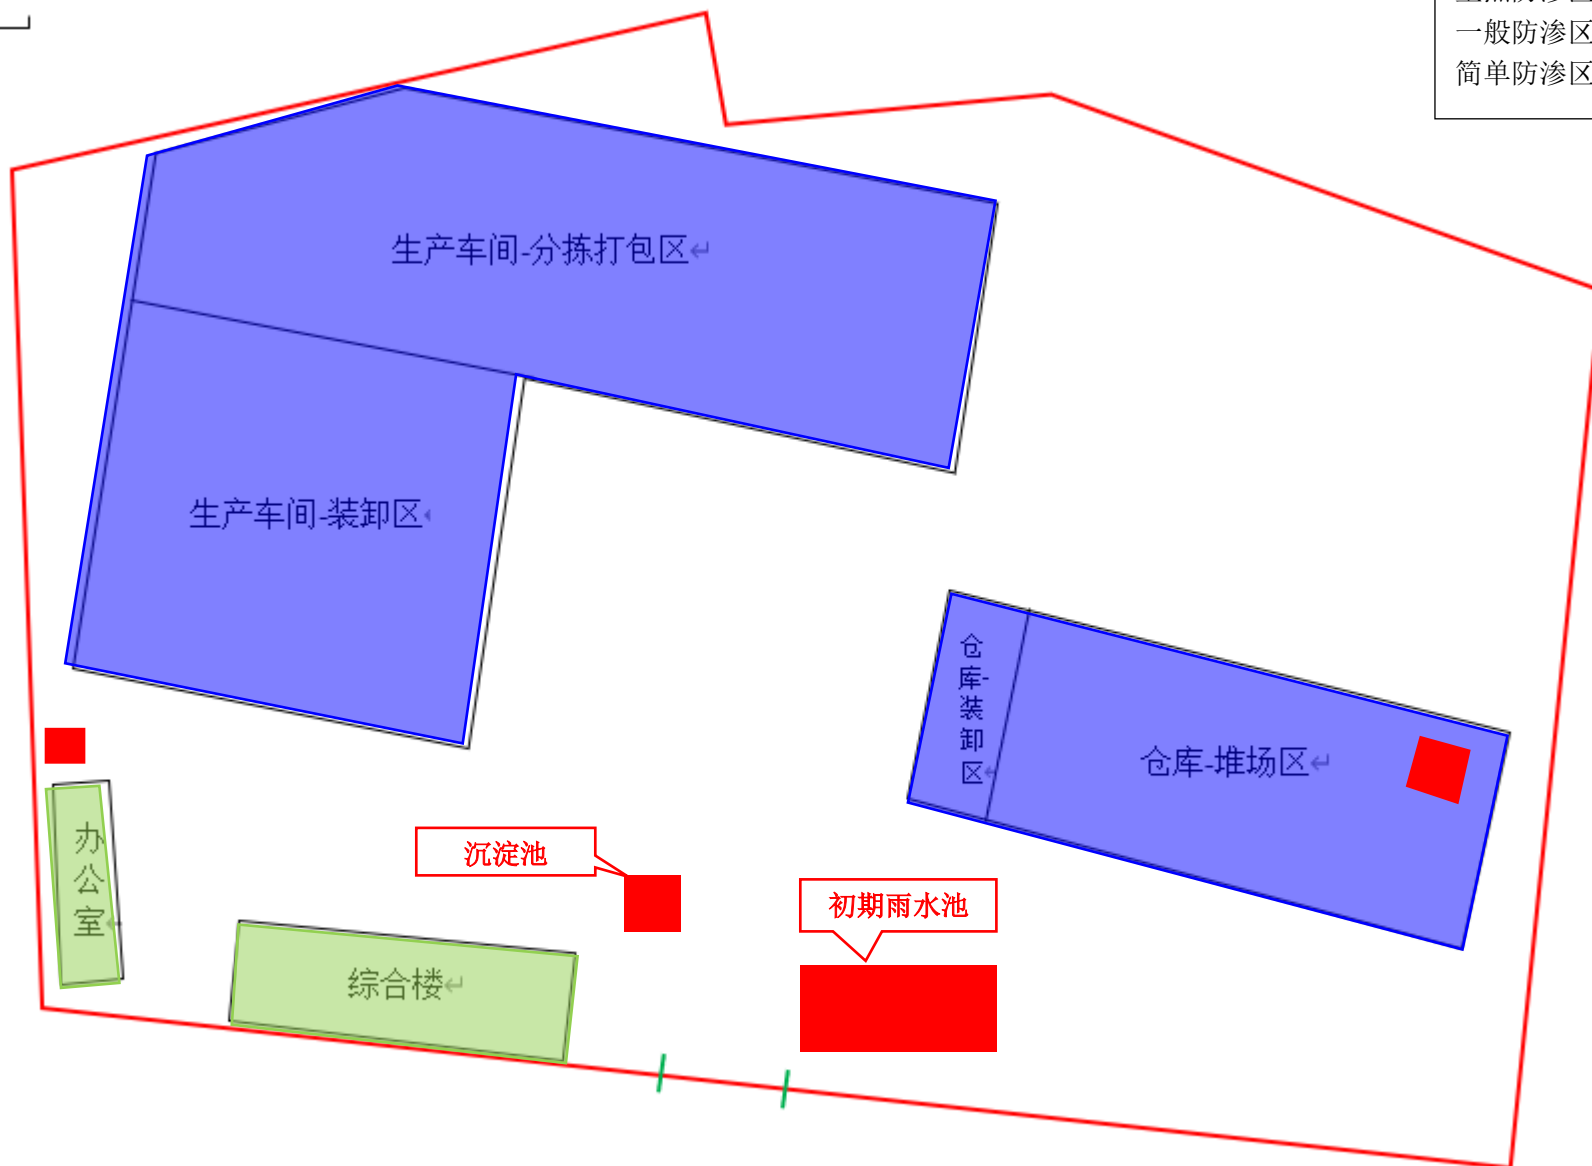 一般防渗区
简单防渗区
生产车间-分拣打包区
生产车间-装卸区
仓
库-
装
卸
区
仓库-堆场区
办
公
室
沉淀池
初期雨水池
综合楼